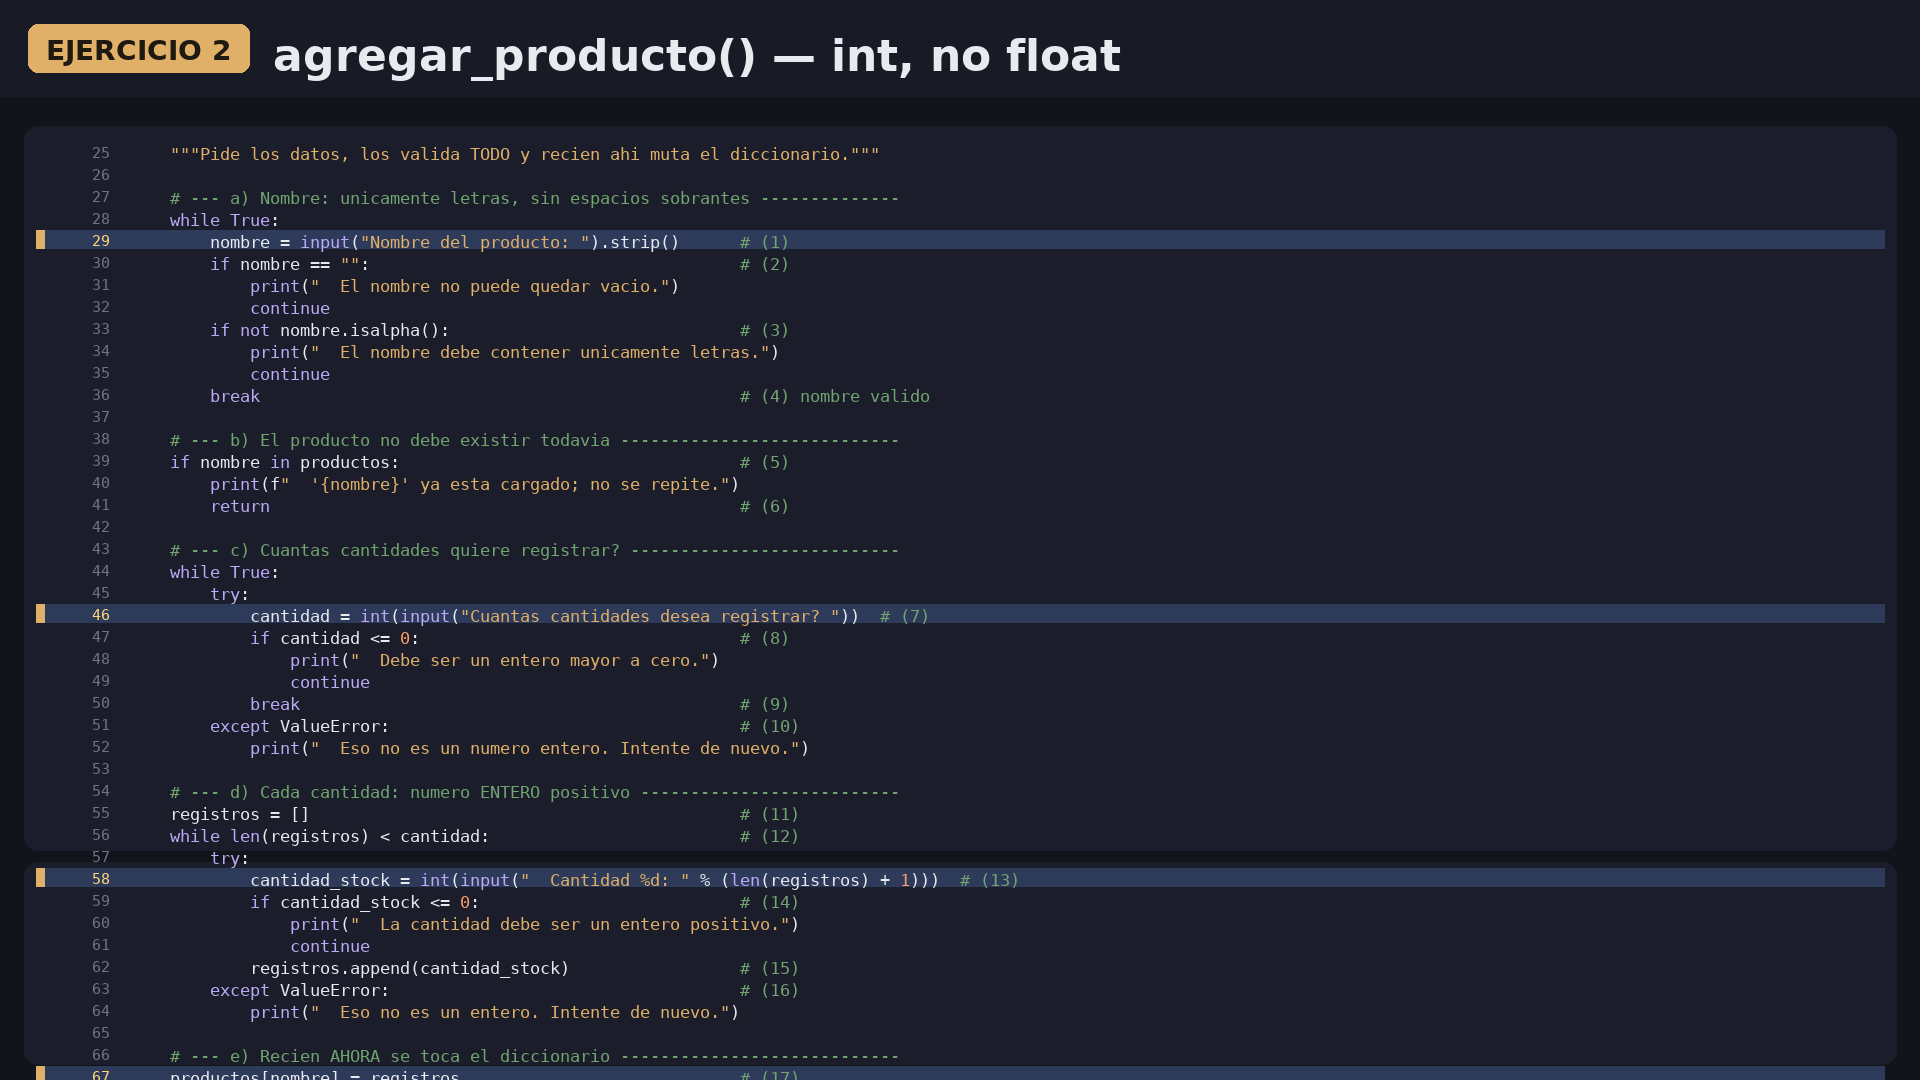 EJERCICIO 2 agregar_producto() — int, no float
25 """Pide los datos, los valida TODO y recien ahi muta el diccionario."""
26
27 # --- a) Nombre: unicamente letras, sin espacios sobrantes --------------
28 while True:
29 nombre = input("Nombre del producto: ").strip() # (1)
30 if nombre == "": # (2)
31 print("  El nombre no puede quedar vacio.")
32 continue
33 if not nombre.isalpha(): # (3)
34 print("  El nombre debe contener unicamente letras.")
35 continue
36 break # (4) nombre valido
37
38 # --- b) El producto no debe existir todavia ----------------------------
39 if nombre in productos: # (5)
40 print(f"  '{nombre}' ya esta cargado; no se repite.")
41 return # (6)
42
43 # --- c) Cuantas cantidades quiere registrar? ---------------------------
44 while True:
45 try:
46 cantidad = int(input("Cuantas cantidades desea registrar? ")) # (7)
47 if cantidad <= 0: # (8)
48 print("  Debe ser un entero mayor a cero.")
49 continue
50 break # (9)
51 except ValueError: # (10)
52 print("  Eso no es un numero entero. Intente de nuevo.")
53
54 # --- d) Cada cantidad: numero ENTERO positivo --------------------------
55 registros = [] # (11)
56 while len(registros) < cantidad: # (12)
57 try:
58 cantidad_stock = int(input("  Cantidad %d: " % (len(registros) + 1))) # (13)
59 if cantidad_stock <= 0: # (14)
60 print("  La cantidad debe ser un entero positivo.")
61 continue
62 registros.append(cantidad_stock) # (15)
63 except ValueError: # (16)
64 print("  Eso no es un entero. Intente de nuevo.")
65
66 # --- e) Recien AHORA se toca el diccionario ----------------------------
67 productos[nombre] = registros # (17)